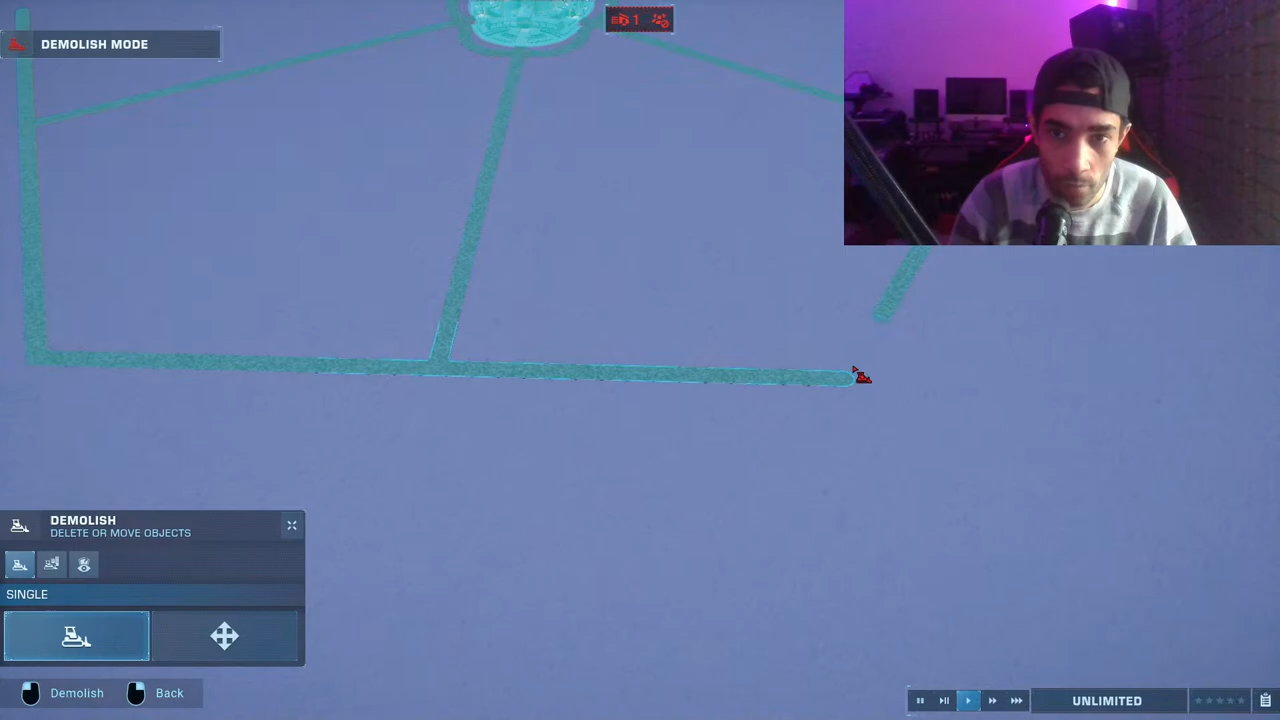 DEMOLISH MODE
1
DEMOLISH
DELETE OR MOVE OBJECTS
SINGLE
Demolish
Back
UNLIMITED